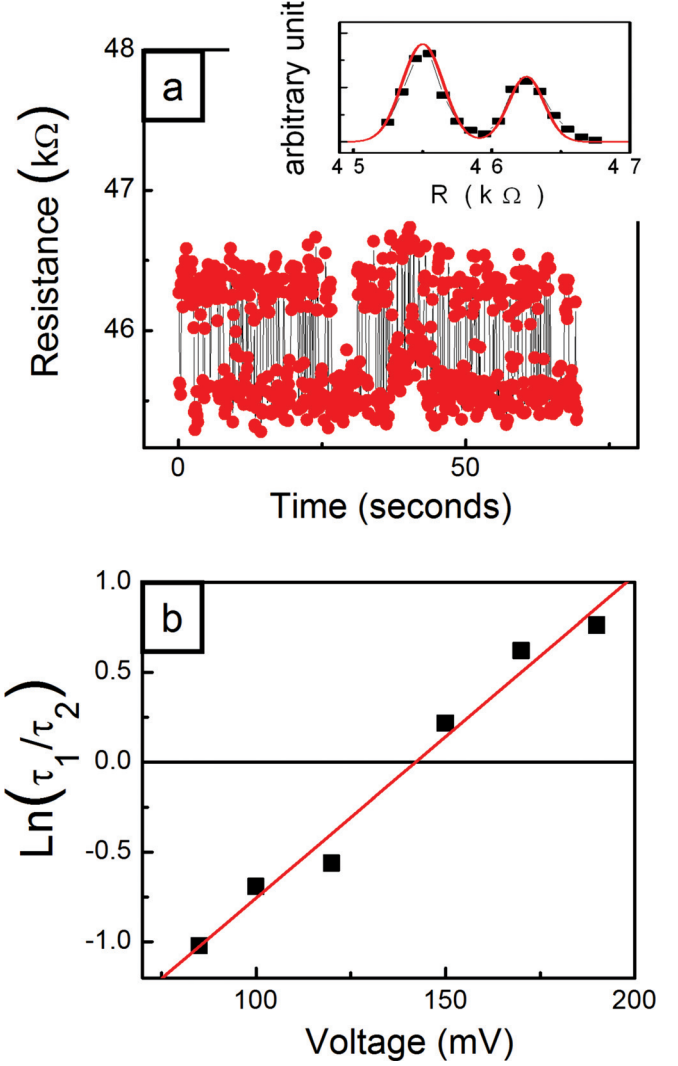 a
48
47
46
Resistance (kΩ)
0
50
Time (seconds)
arbitrary unit
4 5
4 6
4 7
R (kΩ)
b
1.0
0.5
0.0
-0.5
-1.0
Ln(τ1/τ2)
100
150
200
Voltage (mV)